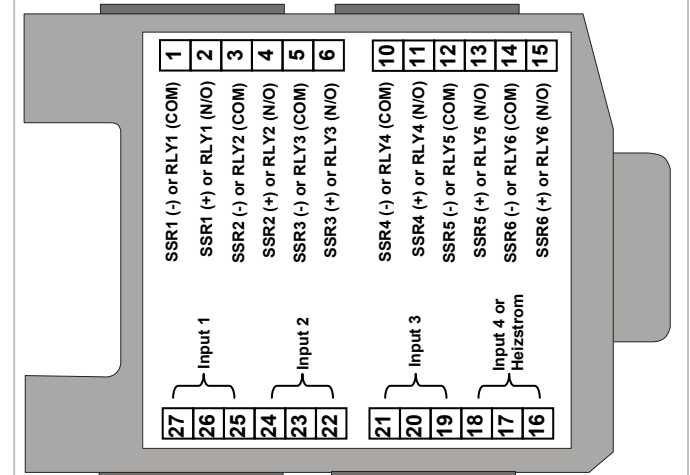 1 2 3 4 5 6
10 11 12 13 14 15
SSR1 (-) or RLY1 (COM)
SSR1 (+) or RLY1 (N/O)
SSR2 (-) or RLY2 (COM)
SSR2 (+) or RLY2 (N/O)
SSR3 (-) or RLY3 (COM)
SSR3 (+) or RLY3 (N/O)
SSR4 (-) or RLY4 (COM)
SSR4 (+) or RLY4 (N/O)
SSR5 (-) or RLY5 (COM)
SSR5 (+) or RLY5 (N/O)
SSR6 (-) or RLY6 (COM)
SSR6 (+) or RLY6 (N/O)
Input 1
Input 2
Input 3
Input 4 or
Heizstrom
27 26 25 24 23 22
21 20 19 18 17 16